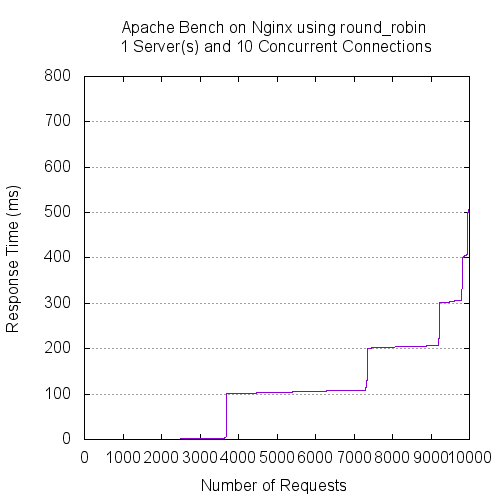 Apache Bench on Nginx using round_robin
1 Server(s) and 10 Concurrent Connections
800
700
600
500
400
300
200
100
0
Response Time (ms)
0 1000 2000 3000 4000 5000 6000 7000 8000 9000 10000
Number of Requests